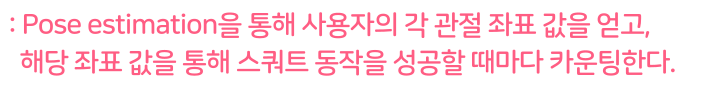 : Pose estimation을 통해 사용자의 각 관절 좌표 값을 얻고,
해당 좌표 값을 통해 스쿼트 동작을 성공할 때마다 카운팅한다.